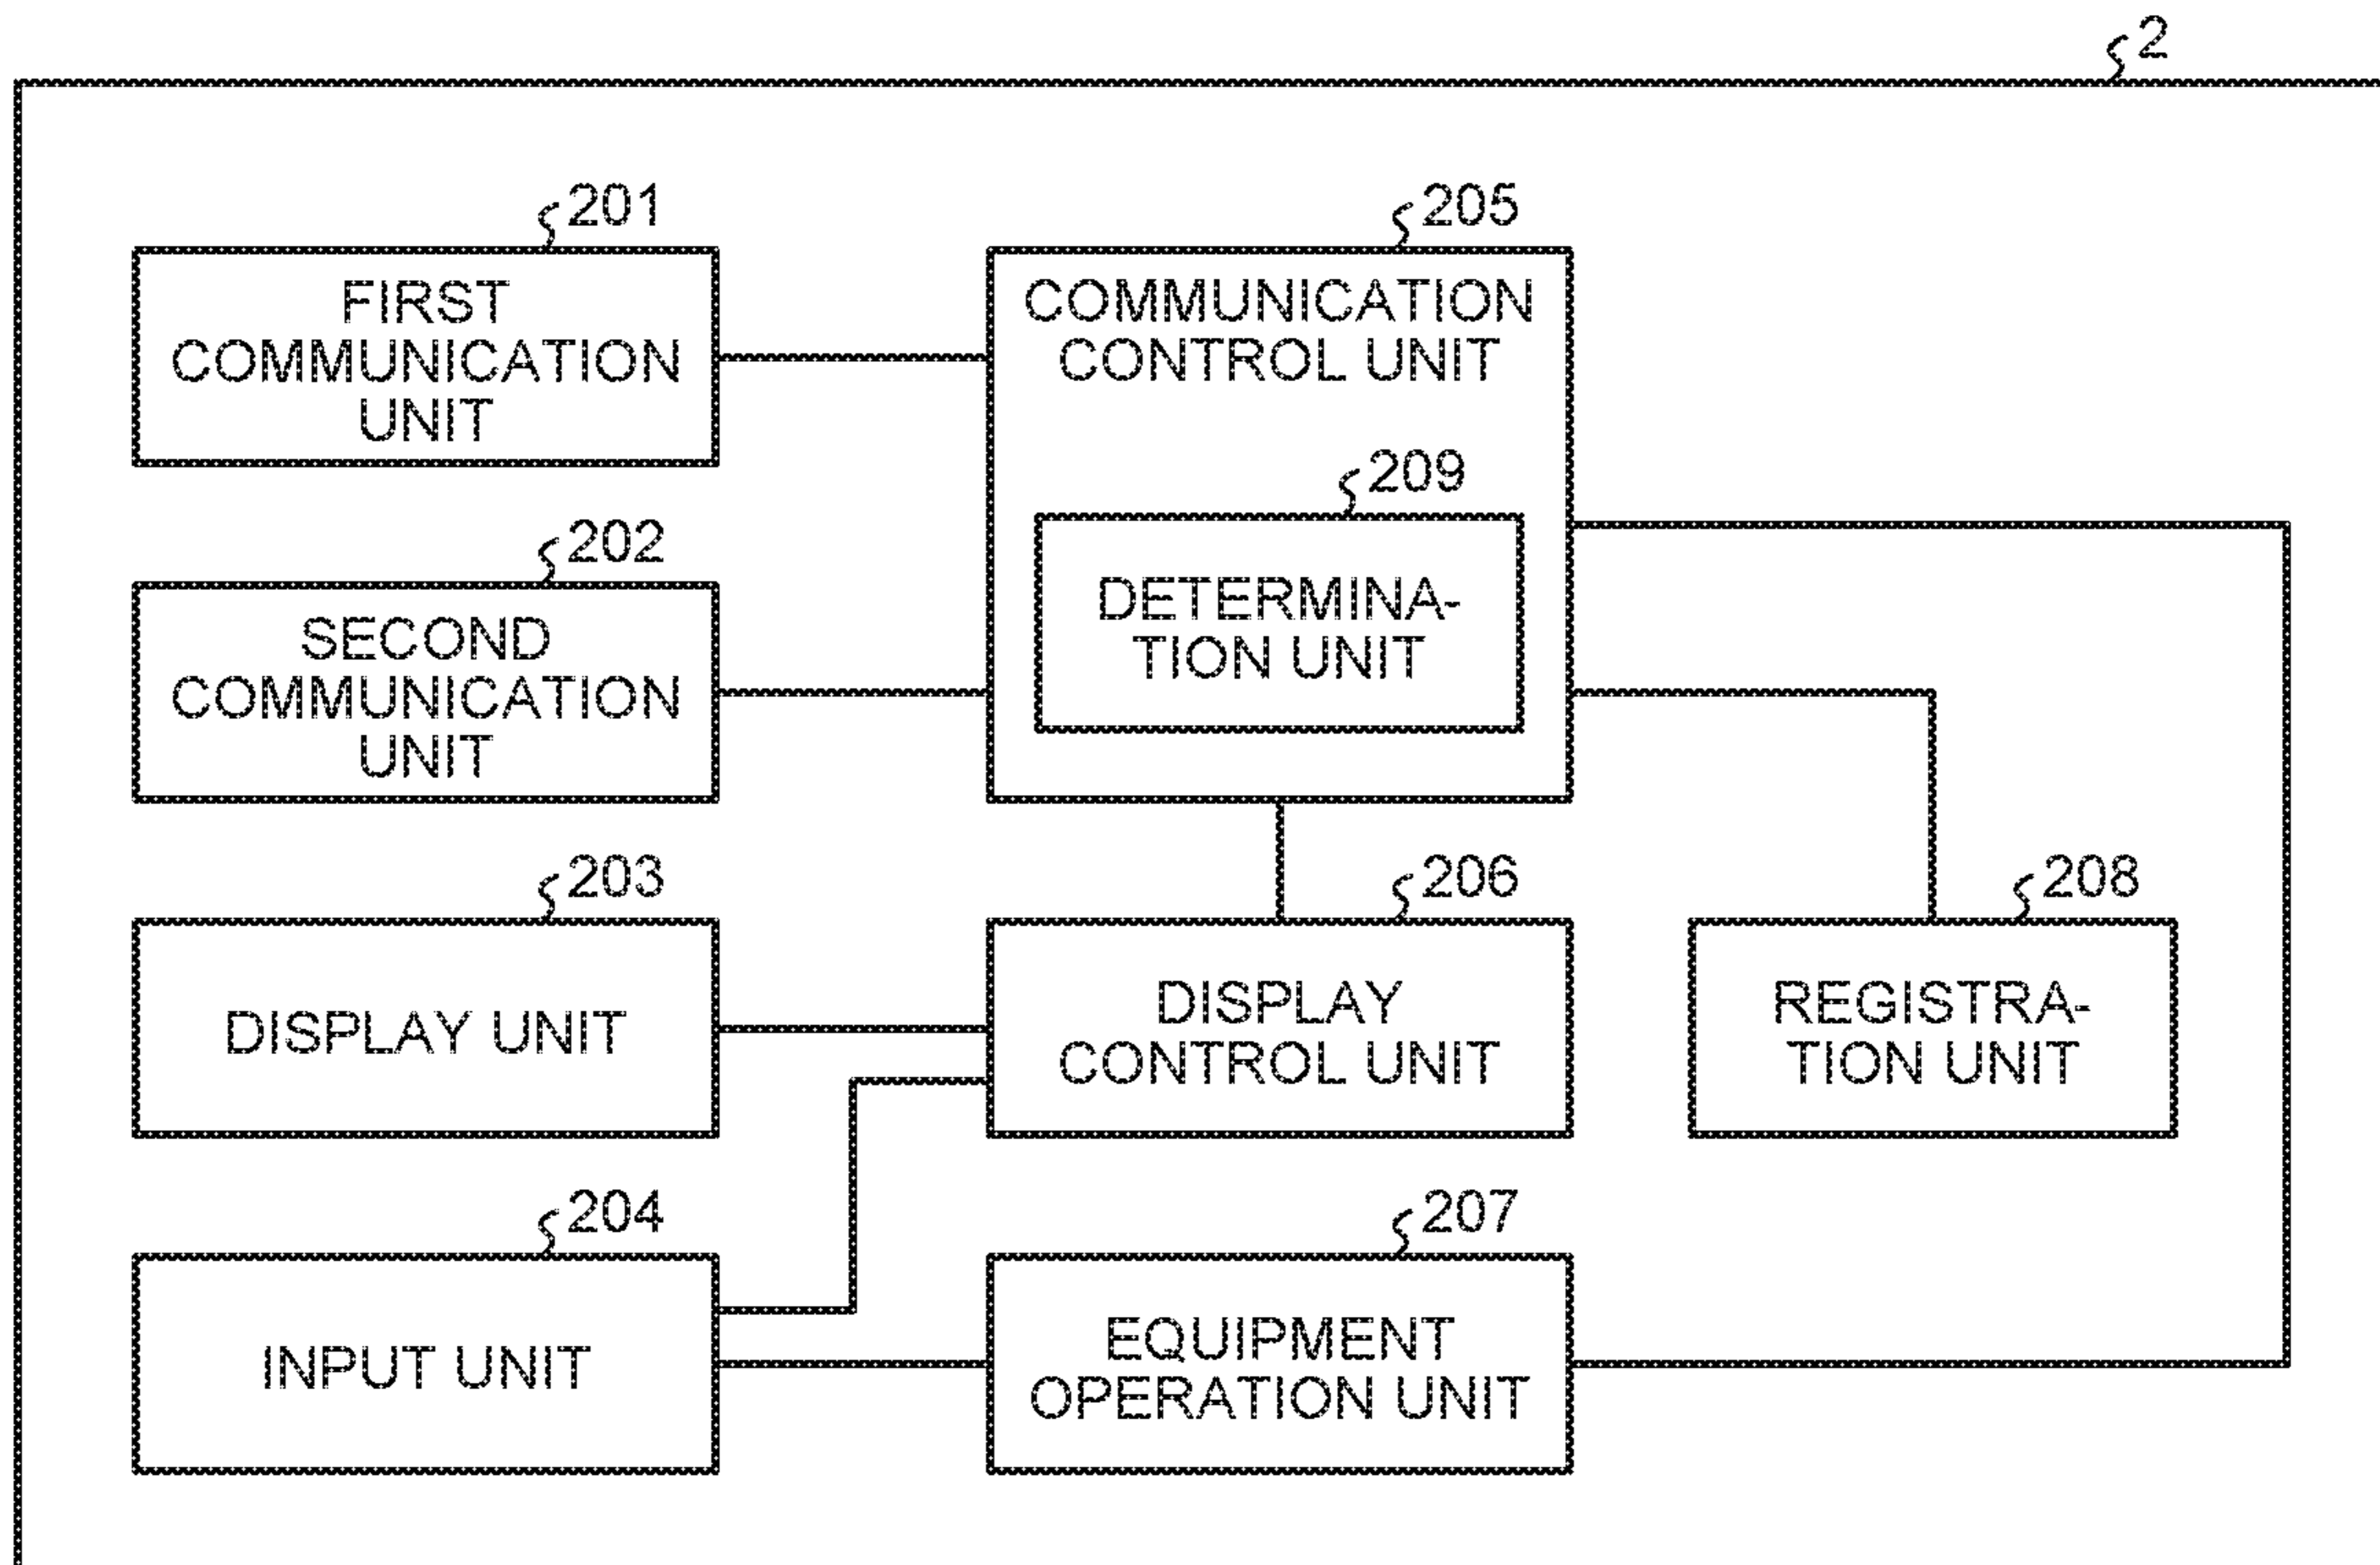 2
201
FIRST
COMMUNICATION
UNIT
205
COMMUNICATION
CONTROL UNIT
209
DETERMINA-
TION UNIT
202
SECOND
COMMUNICATION
UNIT
203
DISPLAY UNIT
206
DISPLAY
CONTROL UNIT
208
REGISTRA-
TION UNIT
204
INPUT UNIT
207
EQUIPMENT
OPERATION UNIT